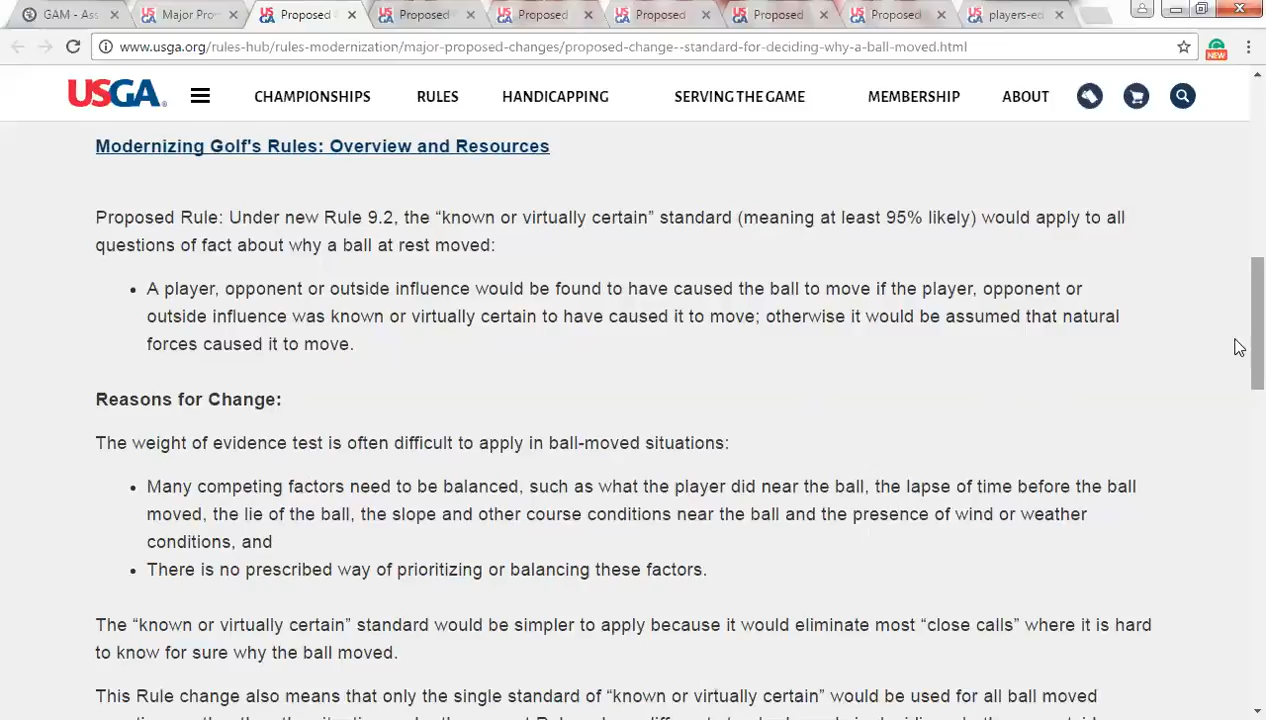 GAM - Ass
Major Pro
Proposed
Proposed
Proposed
Proposed
Proposed
Proposed
players-ed
www.usga.org/rules-hub/rules-modernization/major-proposed-changes/proposed-change--standard-for-deciding-why-a-ball-moved.html
NEW
USGA
CHAMPIONSHIPS RULES HANDICAPPING SERVING THE GAME MEMBERSHIP ABOUT
Modernizing Golf's Rules: Overview and Resources
Proposed Rule: Under new Rule 9.2, the “known or virtually certain” standard (meaning at least 95% likely) would apply to all
questions of fact about why a ball at rest moved:
• A player, opponent or outside influence would be found to have caused the ball to move if the player, opponent or
outside influence was known or virtually certain to have caused it to move; otherwise it would be assumed that natural
forces caused it to move.
Reasons for Change:
The weight of evidence test is often difficult to apply in ball-moved situations:
• Many competing factors need to be balanced, such as what the player did near the ball, the lapse of time before the ball
moved, the lie of the ball, the slope and other course conditions near the ball and the presence of wind or weather
conditions, and
• There is no prescribed way of prioritizing or balancing these factors.
The “known or virtually certain” standard would be simpler to apply because it would eliminate most “close calls” where it is hard
to know for sure why the ball moved.
This Rule change also means that only the single standard of “known or virtually certain” would be used for all ball moved